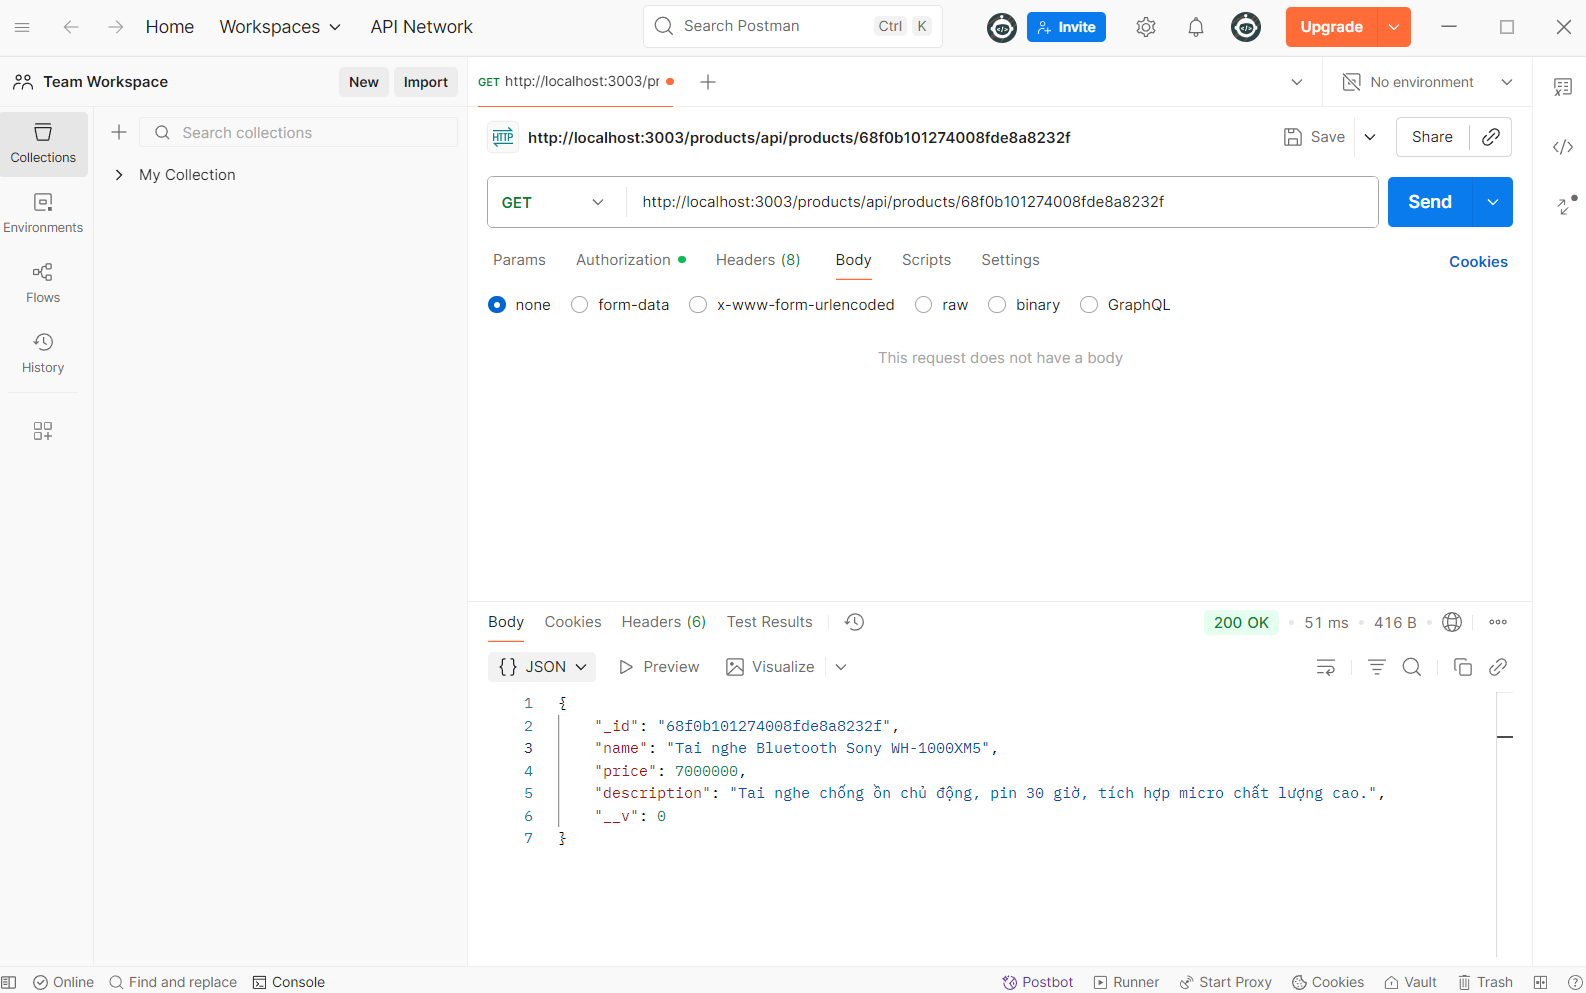 Home Workspaces API Network Search Postman Ctrl K Invite Upgrade
Team Workspace New Import GET http://localhost:3003/pr No environment
Collections
Environments
Flows
History
Search collections
My Collection
HTTP http://localhost:3003/products/api/products/68f0b101274008fde8a8232f Save Share
GET http://localhost:3003/products/api/products/68f0b101274008fde8a8232f Send
Params Authorization Headers (8) Body Scripts Settings Cookies
none form-data x-www-form-urlencoded raw binary GraphQL
This request does not have a body
Body Cookies Headers (6) Test Results 200 OK 51 ms 416 B
{} JSON Preview Visualize
1 {
2 "_id": "68f0b101274008fde8a8232f",
3 "name": "Tai nghe Bluetooth Sony WH-1000XM5",
4 "price": 7000000,
5 "description": "Tai nghe chống ồn chủ động, pin 30 giờ, tích hợp micro chất lượng cao.",
6 "__v": 0
7 }
Online Find and replace Console Postbot Runner Start Proxy Cookies Vault Trash